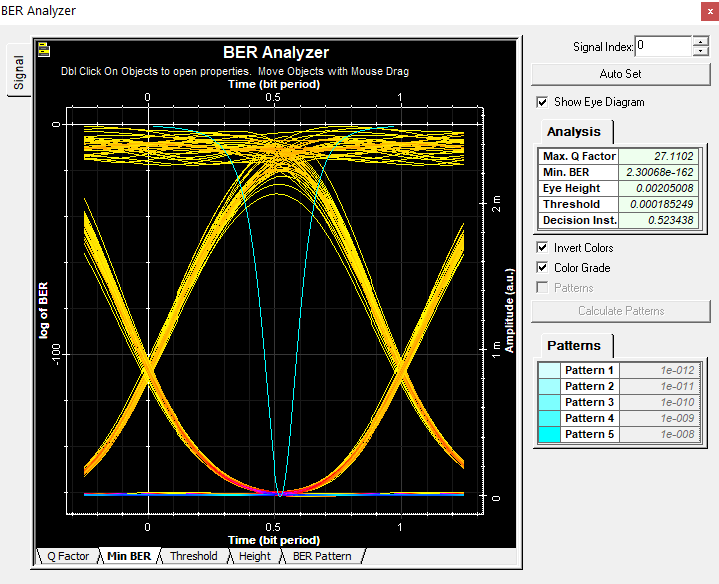 BER Analyzer
x
Signal
BER Analyzer
Dbl Click On Objects to open properties. Move Objects with Mouse Drag
Time (bit period)
0 0.5 1
0
-100
log of BER
2 m
1 m
0
Amplitude (a.u.)
0 0.5 1
Time (bit period)
Q Factor Min BER Threshold Height BER Pattern
Signal Index: 0
Auto Set
Show Eye Diagram
Analysis
Max. Q Factor 27.1102
Min. BER 2.30068e-162
Eye Height 0.00205008
Threshold 0.000185249
Decision Inst. 0.523438
Invert Colors
Color Grade
Patterns
Calculate Patterns
Patterns
Pattern 1 1e-012
Pattern 2 1e-011
Pattern 3 1e-010
Pattern 4 1e-009
Pattern 5 1e-008